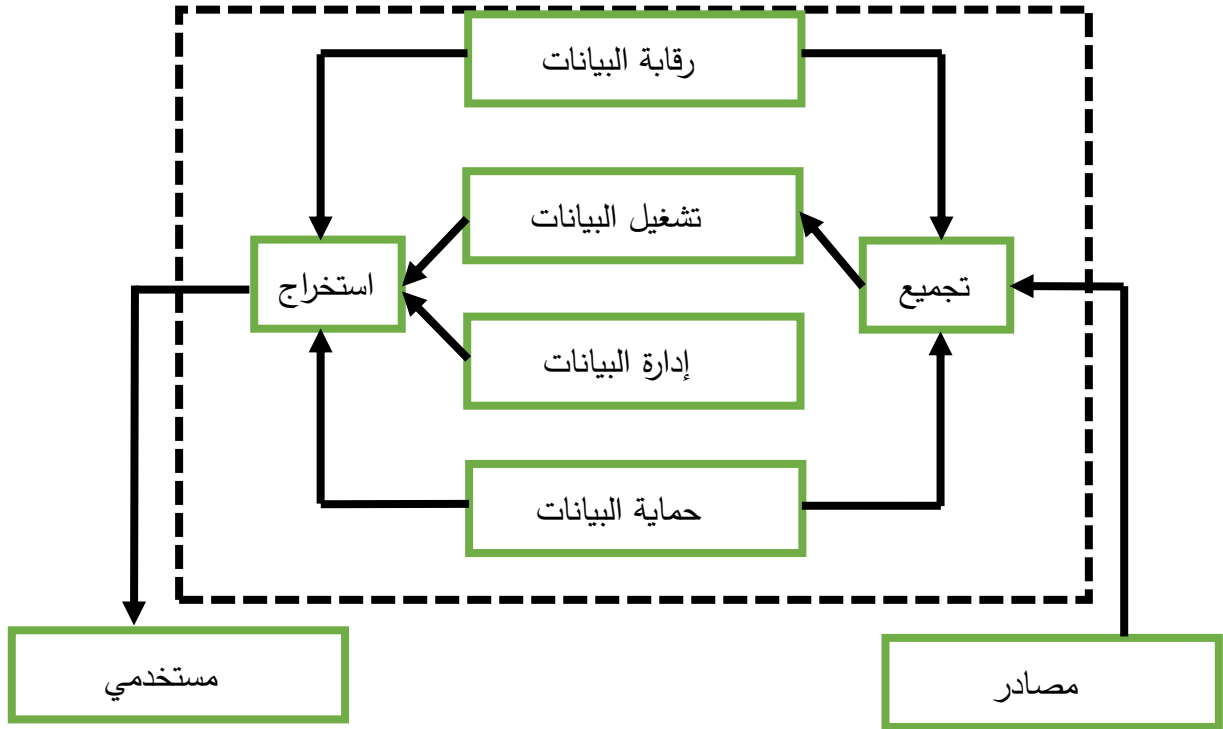 رقابة البيانات
تشغيل البيانات
تجميع
استخراج
إدارة البيانات
حماية البيانات
مصادر
مستخدمي